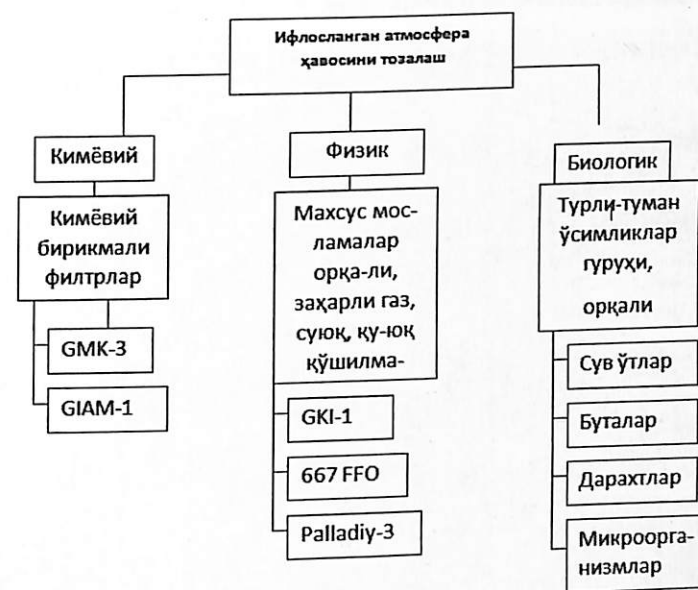 Ифлосланган атмосфера
ҳавосини тозалаш
Кимёвий
Кимёвий
бирикмали
филтрлар
GMK-3
GIAM-1
Физик
Махсус мос-
ламалар
орқа-ли,
заҳарли газ,
суюқ, қу-юқ
қўшилма-
GKI-1
667 FFO
Palladiy-3
Биологик
Турли-туман
ўсимликлар
гуруҳи,
орқали
Сув ўтлар
Буталар
Дарахтлар
Микроорга-
низмлар